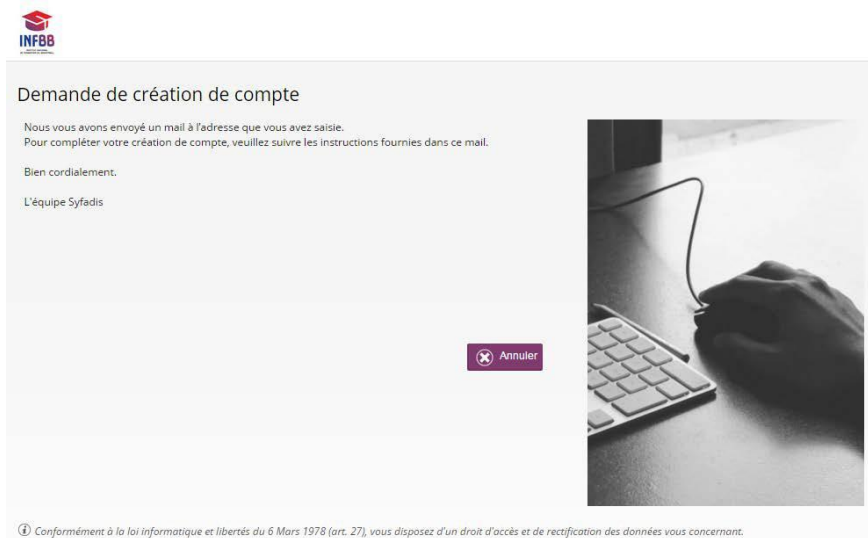 INFBB
Demande de création de compte
Nous vous avons envoyé un mail à l'adresse que vous avez saisie.
Pour compléter votre création de compte, veuillez suivre les instructions fournies dans ce mail.
Bien cordialement.
L'équipe Syfadis
Annuler
Conformément à la loi informatique et libertés du 6 Mars 1978 (art. 27), vous disposez d'un droit d'accès et de rectification des données vous concernant.